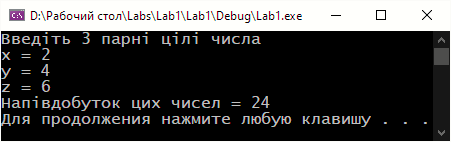 D:\Рабочий стол\Labs\Lab1\Lab1\Debug\Lab1.exe
Введіть 3 парні цілі числа
x = 2
y = 4
z = 6
Напівдобуток цих чисел = 24
Для продолжения нажмите любую клавишу . . .